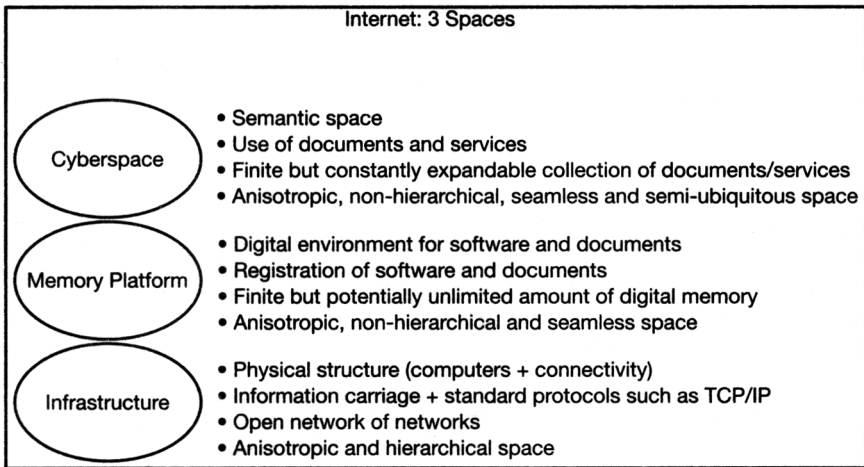 Internet: 3 Spaces
Cyberspace
• Semantic space
• Use of documents and services
• Finite but constantly expandable collection of documents/services
• Anisotropic, non-hierarchical, seamless and semi-ubiquitous space
Memory Platform
• Digital environment for software and documents
• Registration of software and documents
• Finite but potentially unlimited amount of digital memory
• Anisotropic, non-hierarchical and seamless space
Infrastructure
• Physical structure (computers + connectivity)
• Information carriage + standard protocols such as TCP/IP
• Open network of networks
• Anisotropic and hierarchical space